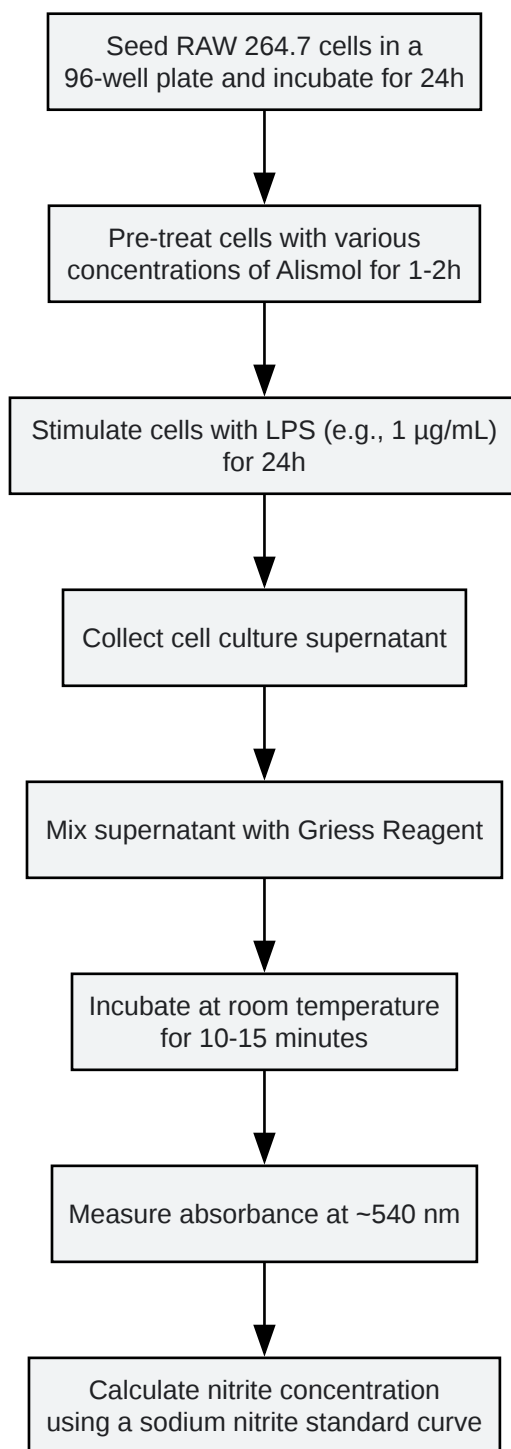 Seed RAW 264.7 cells in a
96-well plate and incubate for 24h
Pre-treat cells with various
concentrations of Alismol for 1-2h
Stimulate cells with LPS (e.g., 1 µg/mL)
for 24h
Collect cell culture supernatant
Mix supernatant with Griess Reagent
Incubate at room temperature
for 10-15 minutes
Measure absorbance at ~540 nm
Calculate nitrite concentration
using a sodium nitrite standard curve